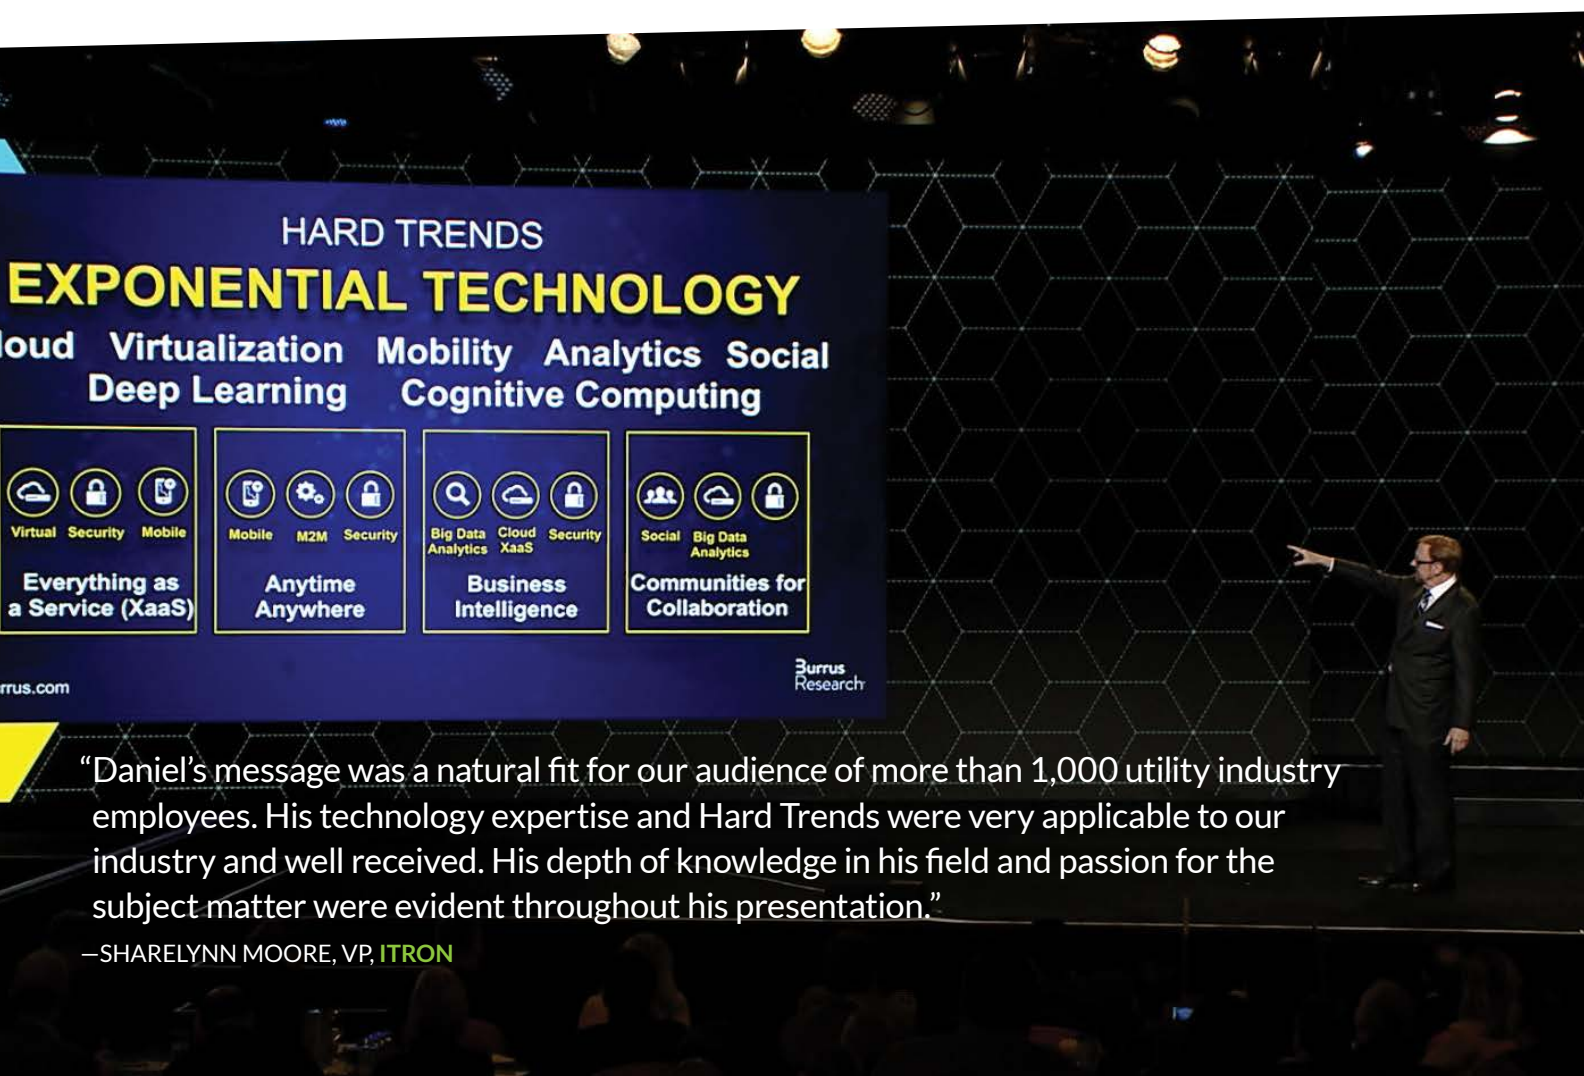 HARD TRENDS
EXPONENTIAL TECHNOLOGY
loud Virtualization Mobility Analytics Social
Deep Learning Cognitive Computing
Virtual Security Mobile
Everything as
a Service (XaaS)
Mobile M2M Security
Anytime
Anywhere
Big Data Cloud Security
Analytics XaaS
Business
Intelligence
Social Big Data
Analytics
Communities for
Collaboration
rrus.com
Burrus
Research
“Daniel’s message was a natural fit for our audience of more than 1,000 utility industry
employees. His technology expertise and Hard Trends were very applicable to our
industry and well received. His depth of knowledge in his field and passion for the
subject matter were evident throughout his presentation.”
—SHARELYNN MOORE, VP, ITRON